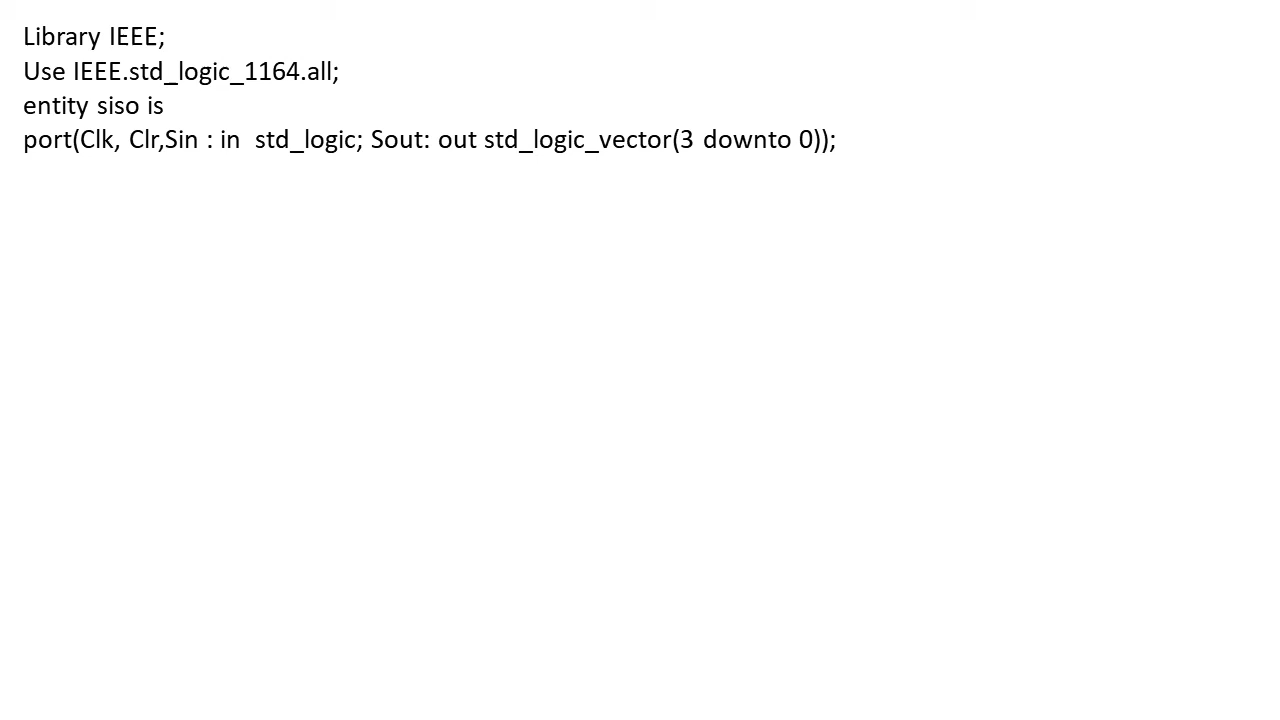 Library IEEE;
Use IEEE.std_logic_1164.all;
entity siso is
port(Clk, Clr,Sin : in  std_logic; Sout: out std_logic_vector(3 downto 0));